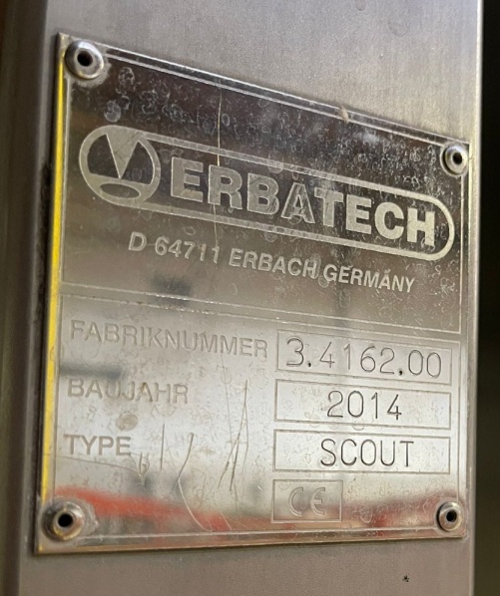 ERBATECH
D 64711 ERBACH GERMANY
FABRIKNUMMER 3.4162.00
BAUJAHR 2014
TYPE SCOUT
CE